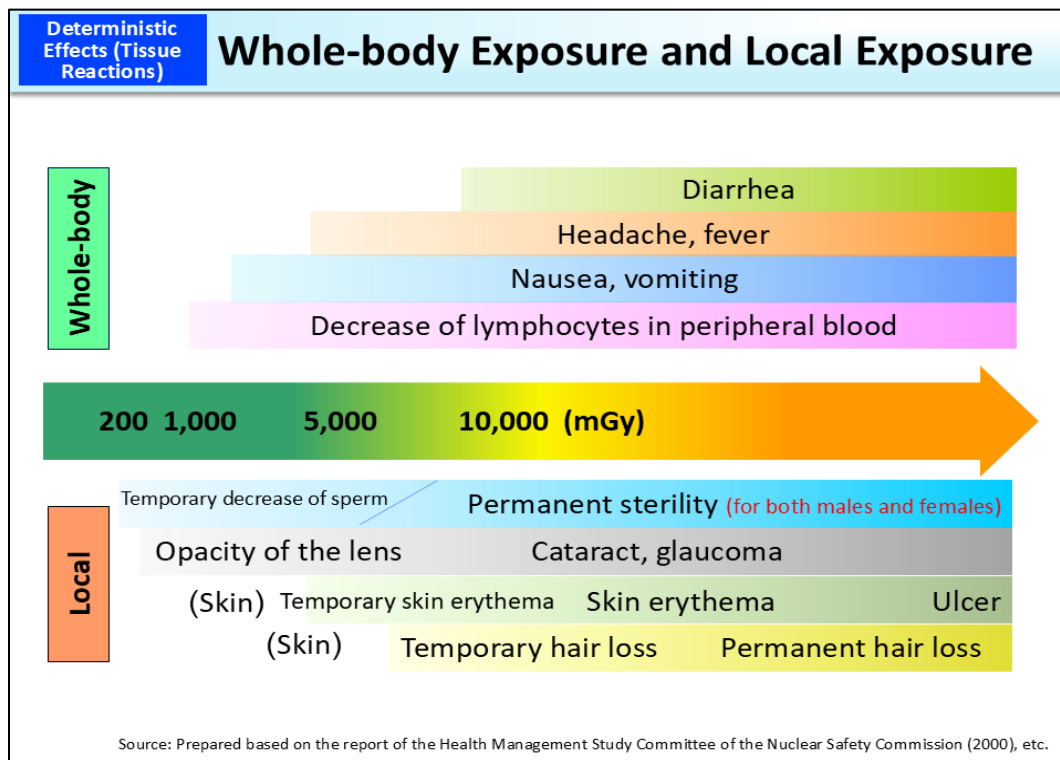 Deterministic
Effects (Tissue
Reactions)
Whole-body Exposure and Local Exposure
Whole-body
Diarrhea
Headache, fever
Nausea, vomiting
Decrease of lymphocytes in peripheral blood
200 1,000 5,000 10,000 (mGy)
Local
Temporary decrease of sperm Permanent sterility (for both males and females)
Opacity of the lens Cataract, glaucoma
(Skin) Temporary skin erythema Skin erythema Ulcer
(Skin) Temporary hair loss Permanent hair loss
Source: Prepared based on the report of the Health Management Study Committee of the Nuclear Safety Commission (2000), etc.